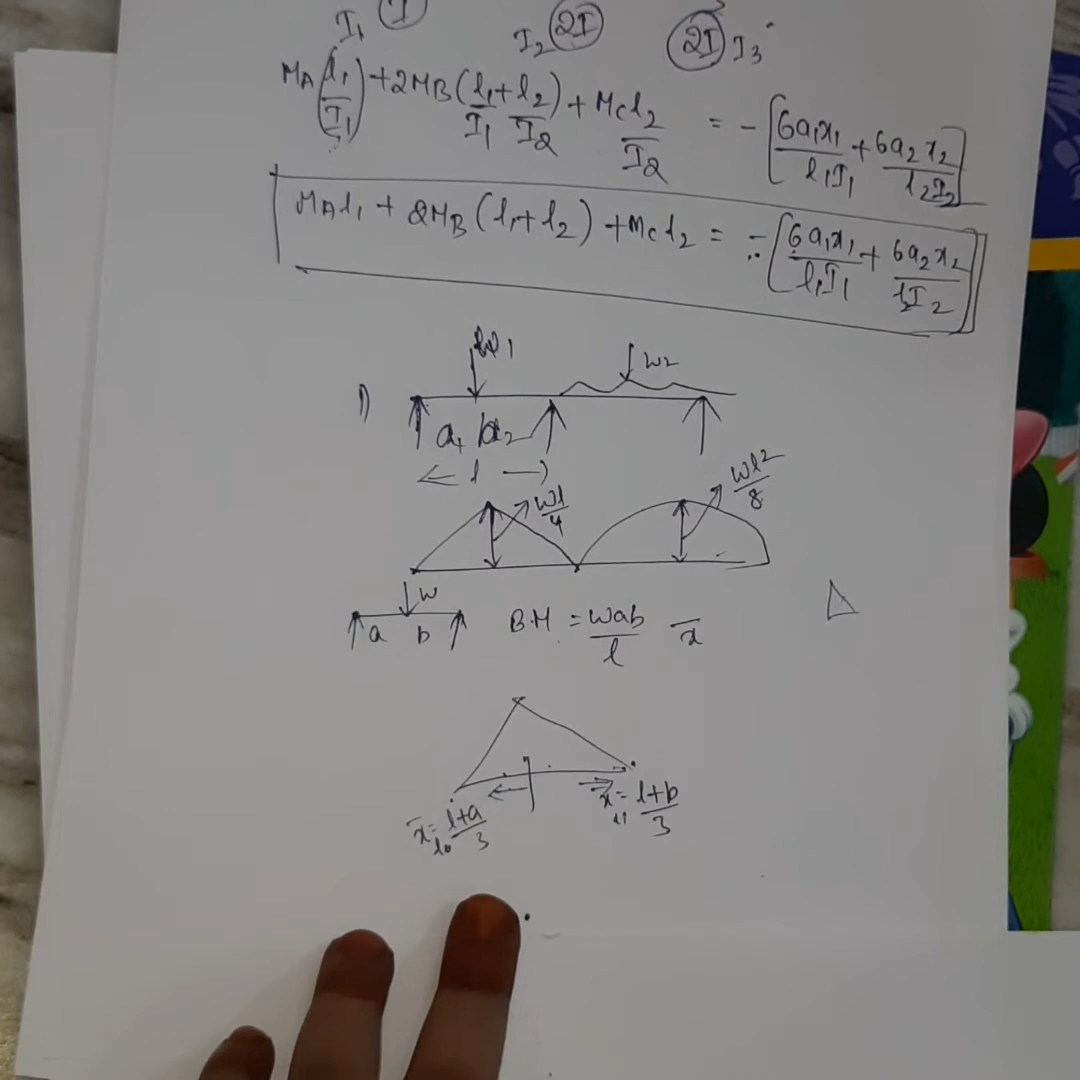 I₁ (I) I₂ (2I) (2I) I₃
MA(l₁/I₁) + 2MB(l₁/I₁ + l₂/I₂) + Mc l₂/I₂ = -[6a₁x₁/l₁I₁ + 6a₂x₂/l₂I₂]
MAl₁ + 2MB(l₁+l₂) + Mc l₂ = -[6a₁x₁/l₁I₁ + 6a₂x₂/l₂I₂]
1) W₁ W₂
a₁ a₂
← l →
Wl/4 Wl²/8
W
a b B.M = Wab/l x̄
x̄ = l+a/3 x̄ = l+b/3